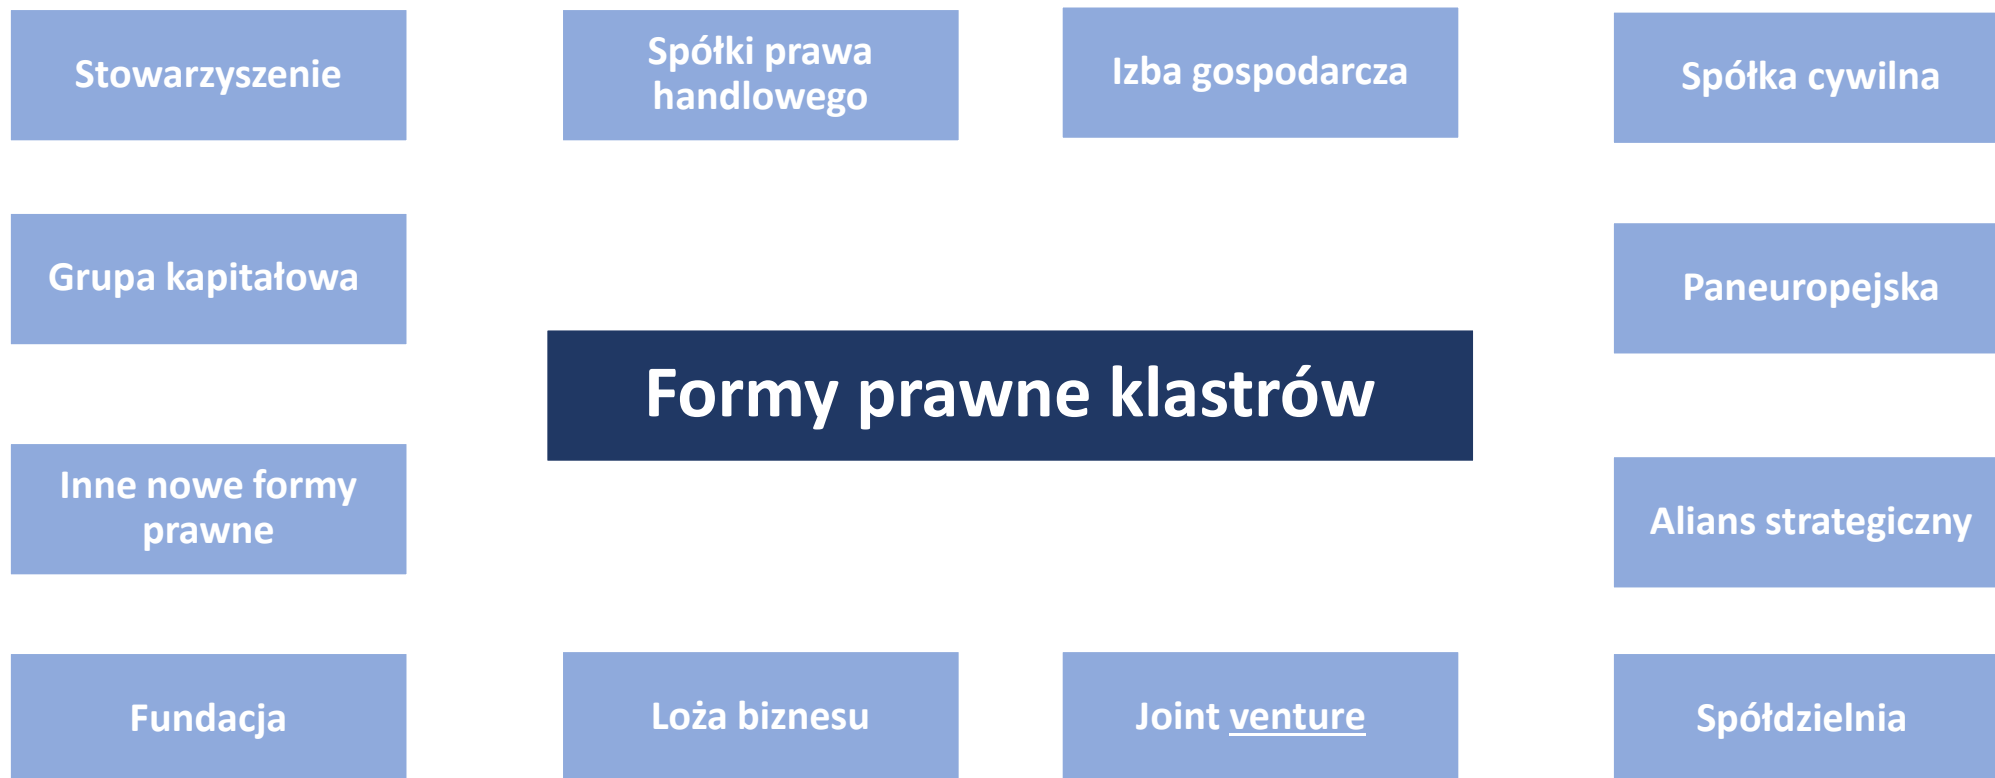 Stowarzyszenie
Spółki prawa
handlowego
Izba gospodarcza
Spółka cywilna
Grupa kapitałowa
Paneuropejska
Formy prawne klastrów
Inne nowe formy
prawne
Alians strategiczny
Fundacja
Loża biznesu
Joint venture
Spółdzielnia